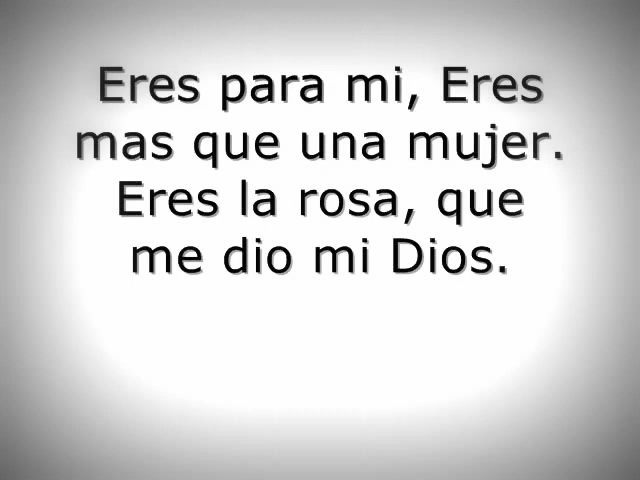 Eres para mi, Eres
mas que una mujer.
Eres la rosa, que
me dio mi Dios.